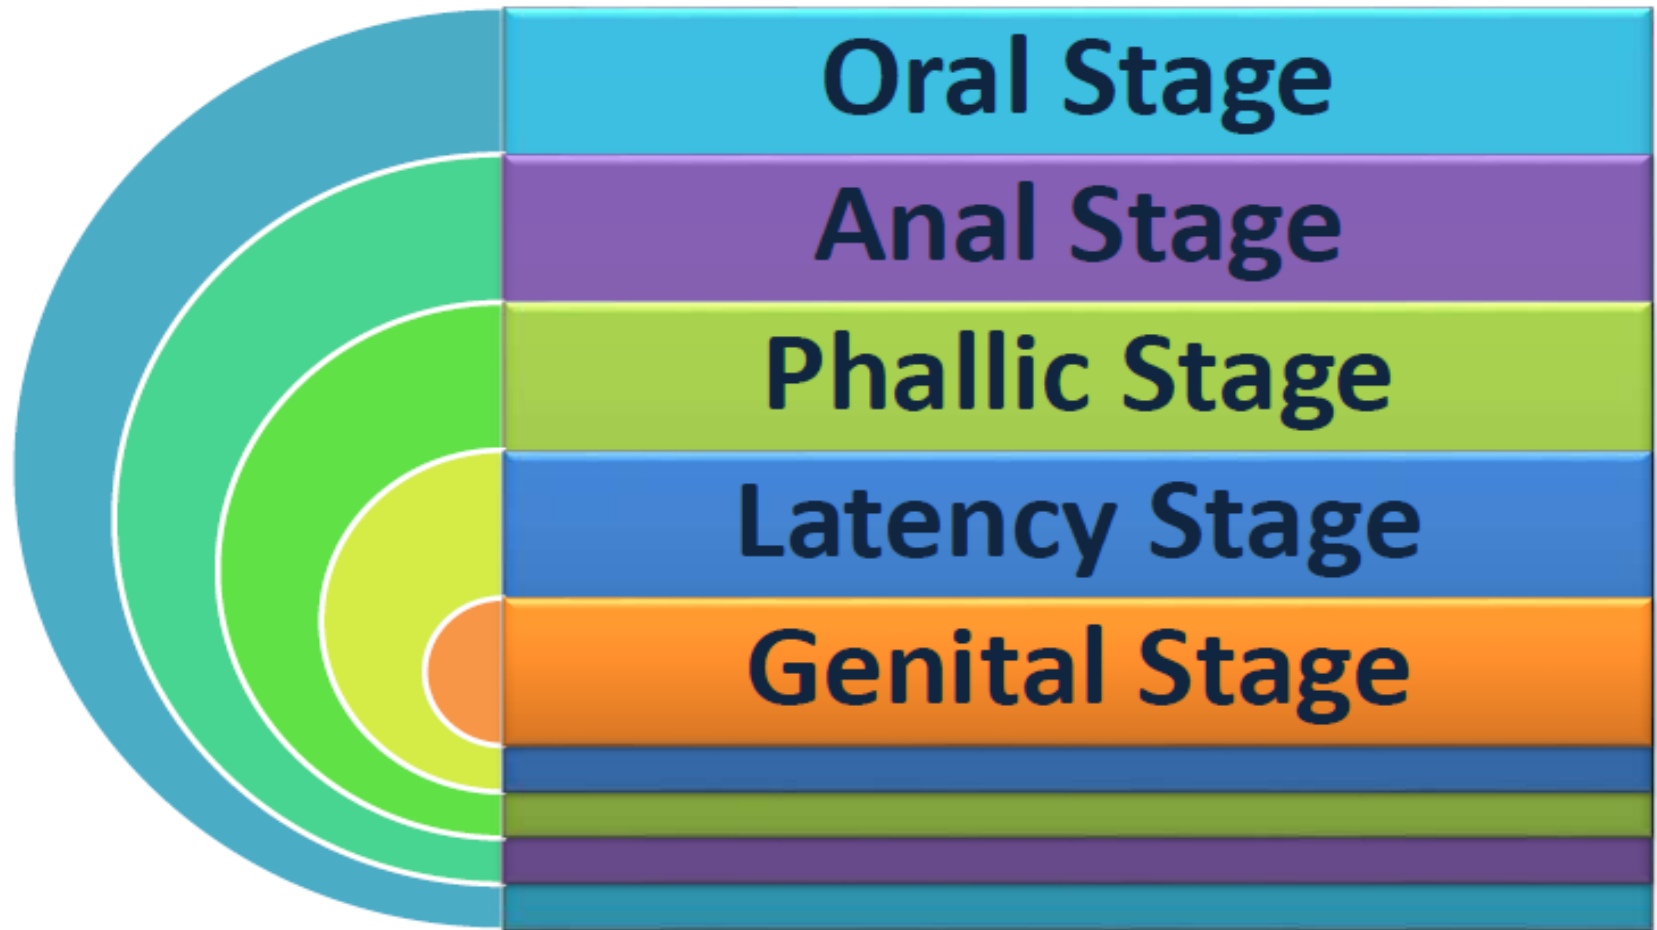 Oral Stage
Anal Stage
Phallic Stage
Latency Stage
Genital Stage